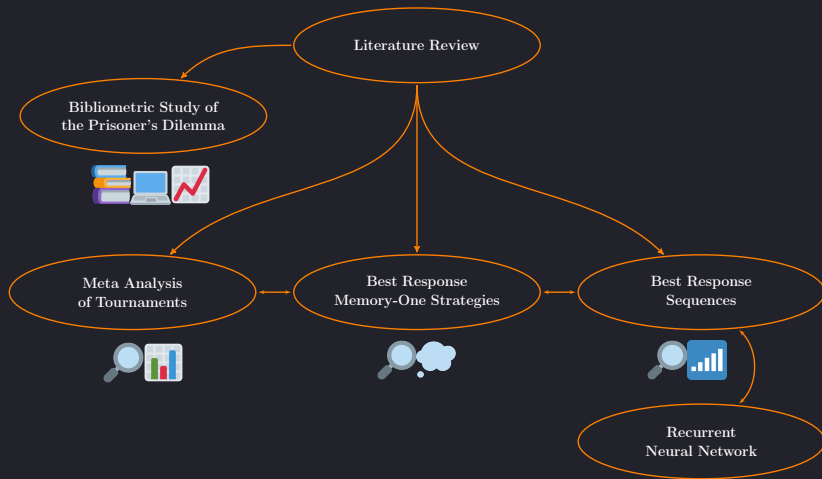 Literature Review
Bibliometric Study of
the Prisoner's Dilemma
Meta Analysis
of Tournaments
Best Response
Memory-One Strategies
Best Response
Sequences
Recurrent
Neural Network